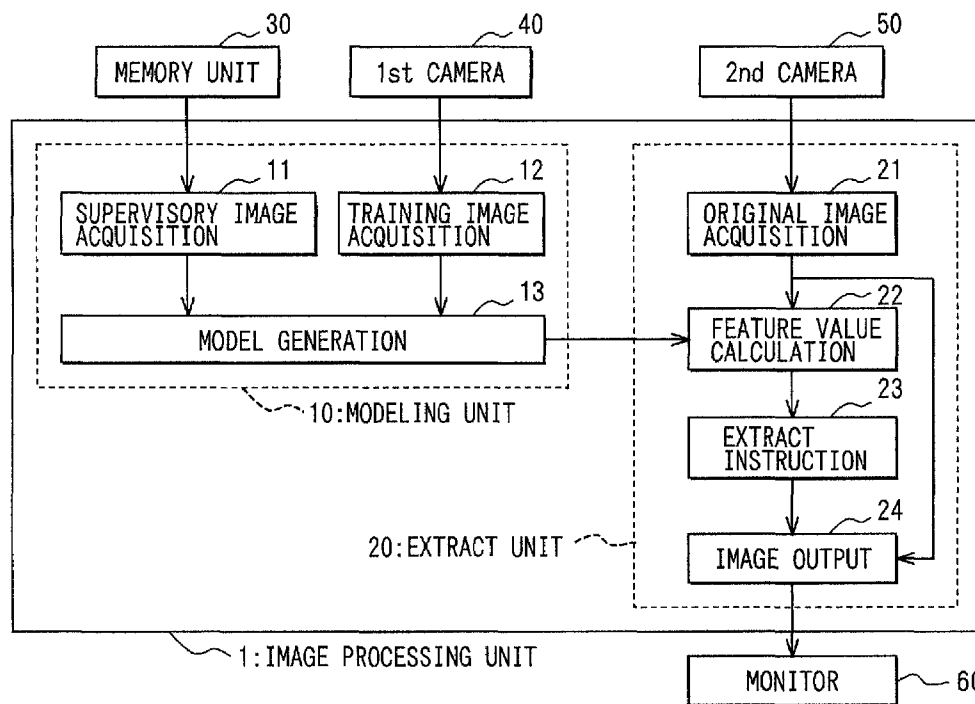 30
40
50
MEMORY UNIT
1st CAMERA
2nd CAMERA
11
12
21
SUPERVISORY IMAGE
ACQUISITION
TRAINING IMAGE
ACQUISITION
ORIGINAL IMAGE
ACQUISITION
13
22
MODEL GENERATION
FEATURE VALUE
CALCULATION
10:MODELING UNIT
23
EXTRACT
INSTRUCTION
24
20:EXTRACT UNIT
IMAGE OUTPUT
1:IMAGE PROCESSING UNIT
MONITOR
60